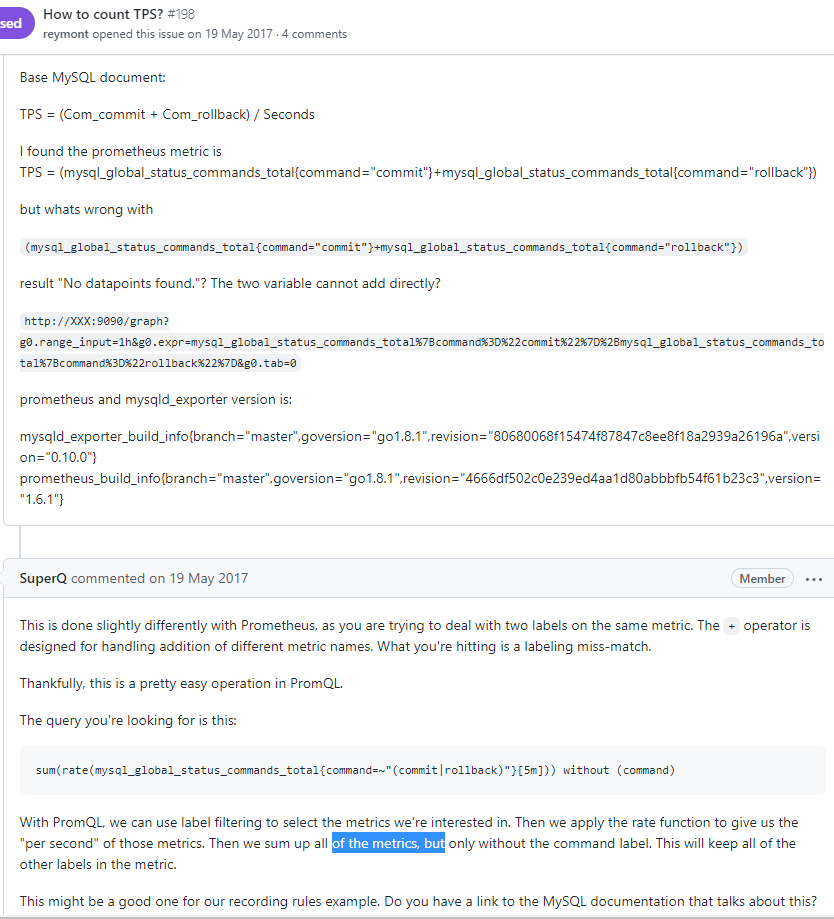 sed
How to count TPS? #198
reymont opened this issue on 19 May 2017 · 4 comments
Base MySQL document:
TPS = (Com_commit + Com_rollback) / Seconds
I found the prometheus metric is
TPS = (mysql_global_status_commands_total{command="commit"}+mysql_global_status_commands_total{command="rollback"})
but whats wrong with
(mysql_global_status_commands_total{command="commit"}+mysql_global_status_commands_total{command="rollback"})
result "No datapoints found."? The two variable cannot add directly?
http://XXX:9090/graph?
g0.range_input=1h&g0.expr=mysql_global_status_commands_total%7Bcommand%3D%22commit%22%7D%2Bmysql_global_status_commands_to
tal%7Bcommand%3D%22rollback%22%7D&g0.tab=0
prometheus and mysqld_exporter version is:
mysqld_exporter_build_info{branch="master",goversion="go1.8.1",revision="80680068f15474f87847c8ee8f18a2939a26196a",versi
on="0.10.0"}
prometheus_build_info{branch="master",goversion="go1.8.1",revision="4666df502c0e239ed4aa1d80abbbfb54f61b23c3",version=
"1.6.1"}
SuperQ commented on 19 May 2017
Member
This is done slightly differently with Prometheus, as you are trying to deal with two labels on the same metric. The + operator is
designed for handling addition of different metric names. What you're hitting is a labeling miss-match.
Thankfully, this is a pretty easy operation in PromQL.
The query you're looking for is this:
sum(rate(mysql_global_status_commands_total{command=~"(commit|rollback)"}[5m])) without (command)
With PromQL, we can use label filtering to select the metrics we're interested in. Then we apply the rate function to give us the
"per second" of those metrics. Then we sum up all of the metrics, but only without the command label. This will keep all of the
other labels in the metric.
This might be a good one for our recording rules example. Do you have a link to the MySQL documentation that talks about this?